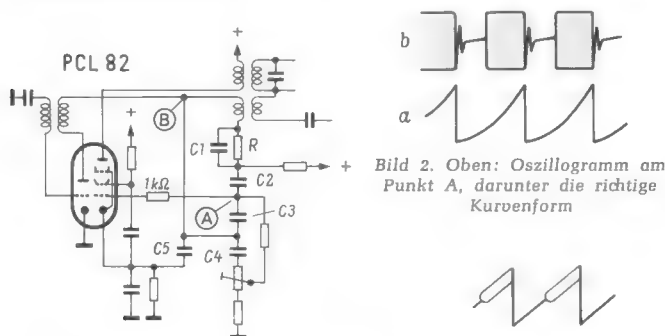 PCL 82
+
+
B
C1
R
+
C2
1kΩ
A
C3
C5
C4
b
a
Bild 2. Oben: Oszillogramm am
Punkt A, darunter die richtige
Kurvenform